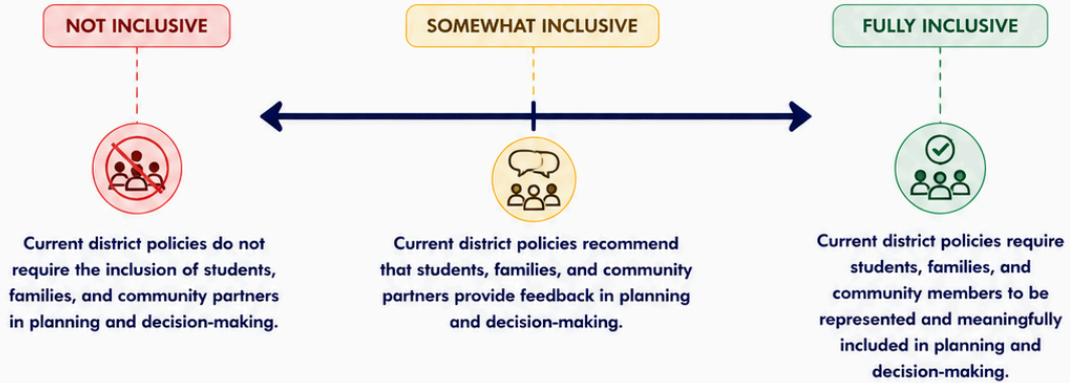 NOT INCLUSIVE
SOMEWHAT INCLUSIVE
FULLY INCLUSIVE
Current district policies do not
require the inclusion of students,
families, and community partners
in planning and decision-making.
Current district policies recommend
that students, families, and community
partners provide feedback in planning
and decision-making.
Current district policies require
students, families, and
community members to be
represented and meaningfully
included in planning and
decision-making.